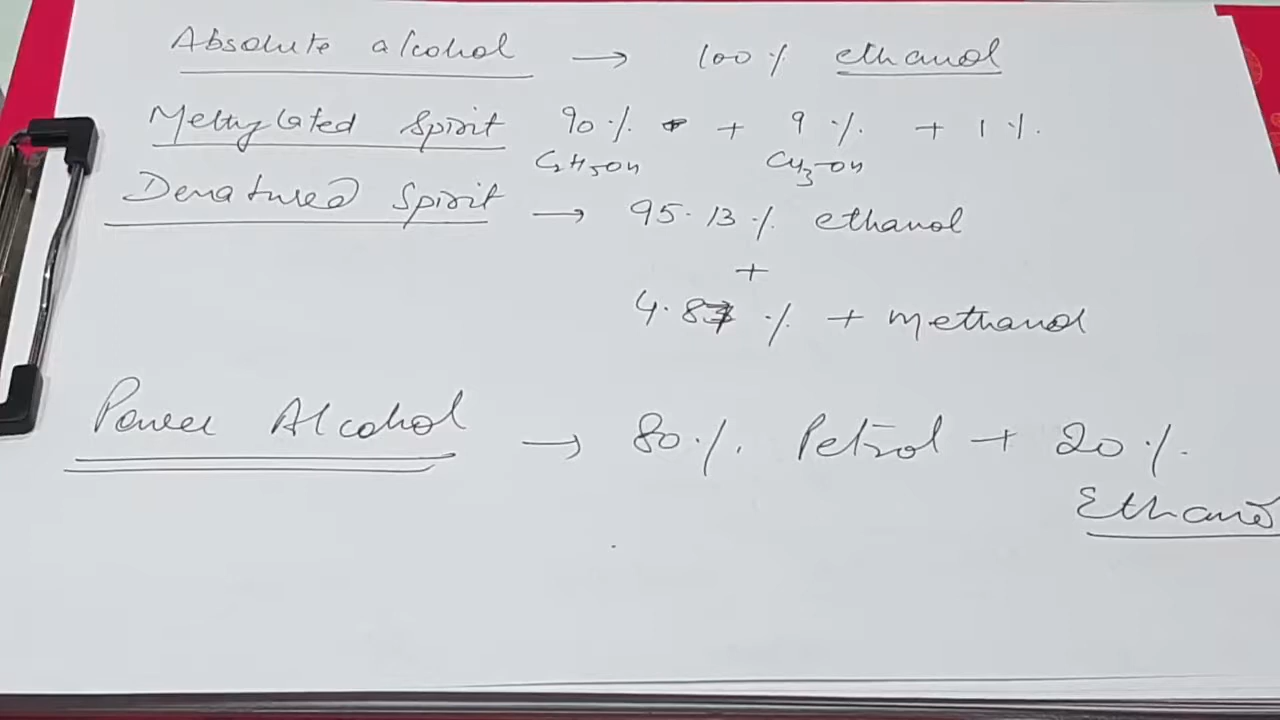 Absolute alcohol → 100% ethanol
Methylated Spirit 90% + 9% + 1%.
C2H5OH CH3-OH
Denatured Spirit → 95.13% ethanol
+
4.87% + Methanol
Power Alcohol → 80%. Petrol + 20%.
Ethanol